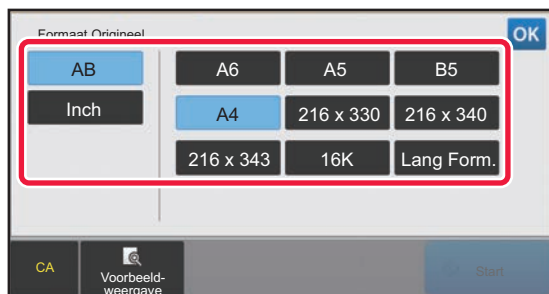 Formaat Origineel
OK
AB
A6
A5
B5
Inch
A4
216 x 330
216 x 340
216 x 343
16K
Lang Form.
CA
Voorbeeld-
weergave
Start